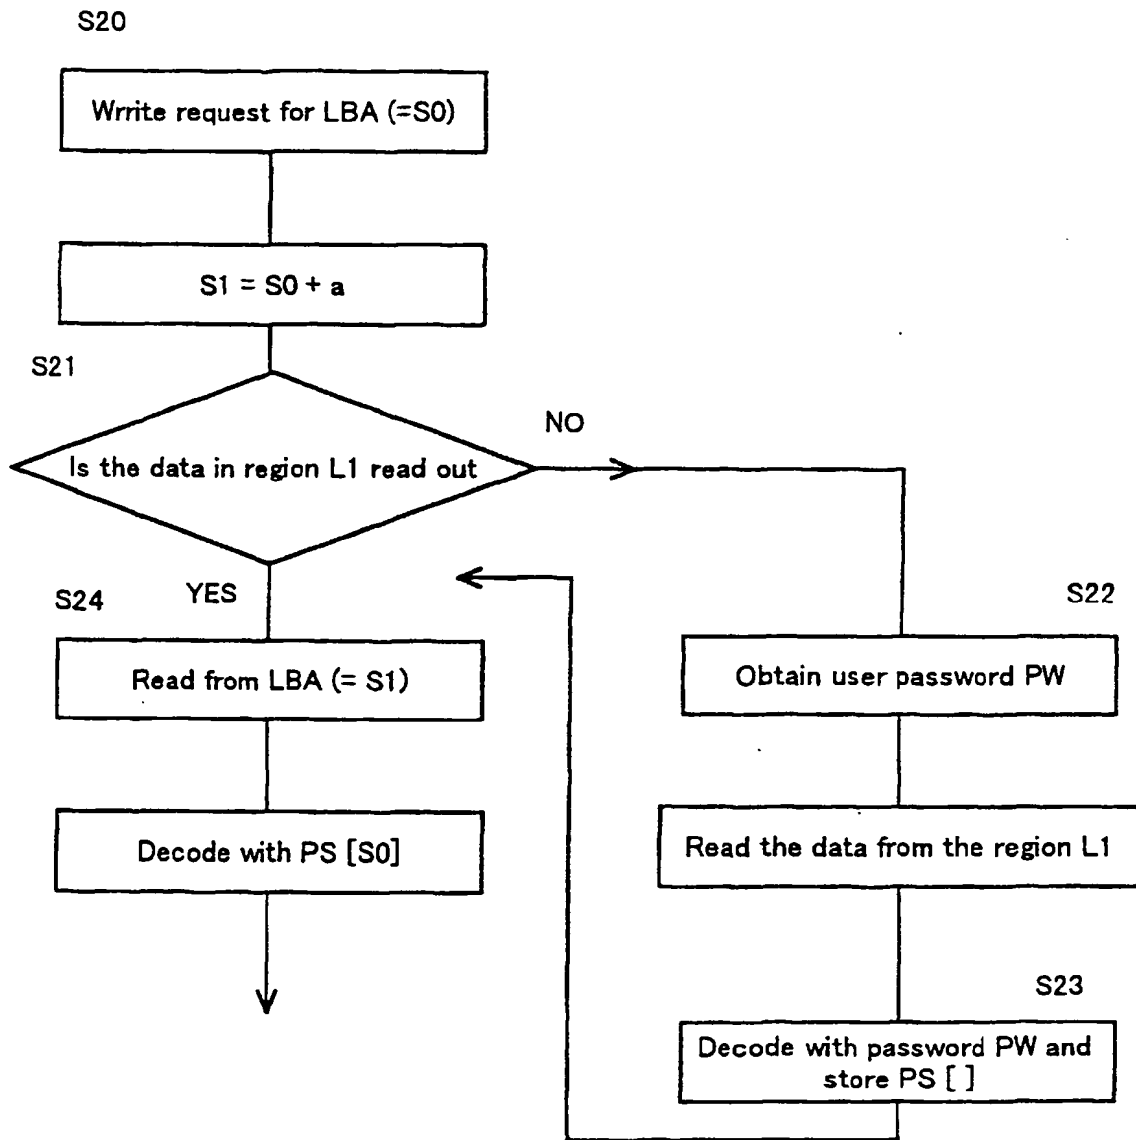 S20
Wrrite request for LBA (=S0)
S1 = S0 + a
S21
Is the data in region L1 read out
NO
YES
S24
Read from LBA (= S1)
Decode with PS [S0]
S22
Obtain user password PW
Read the data from the region L1
S23
Decode with password PW and
store PS [ ]